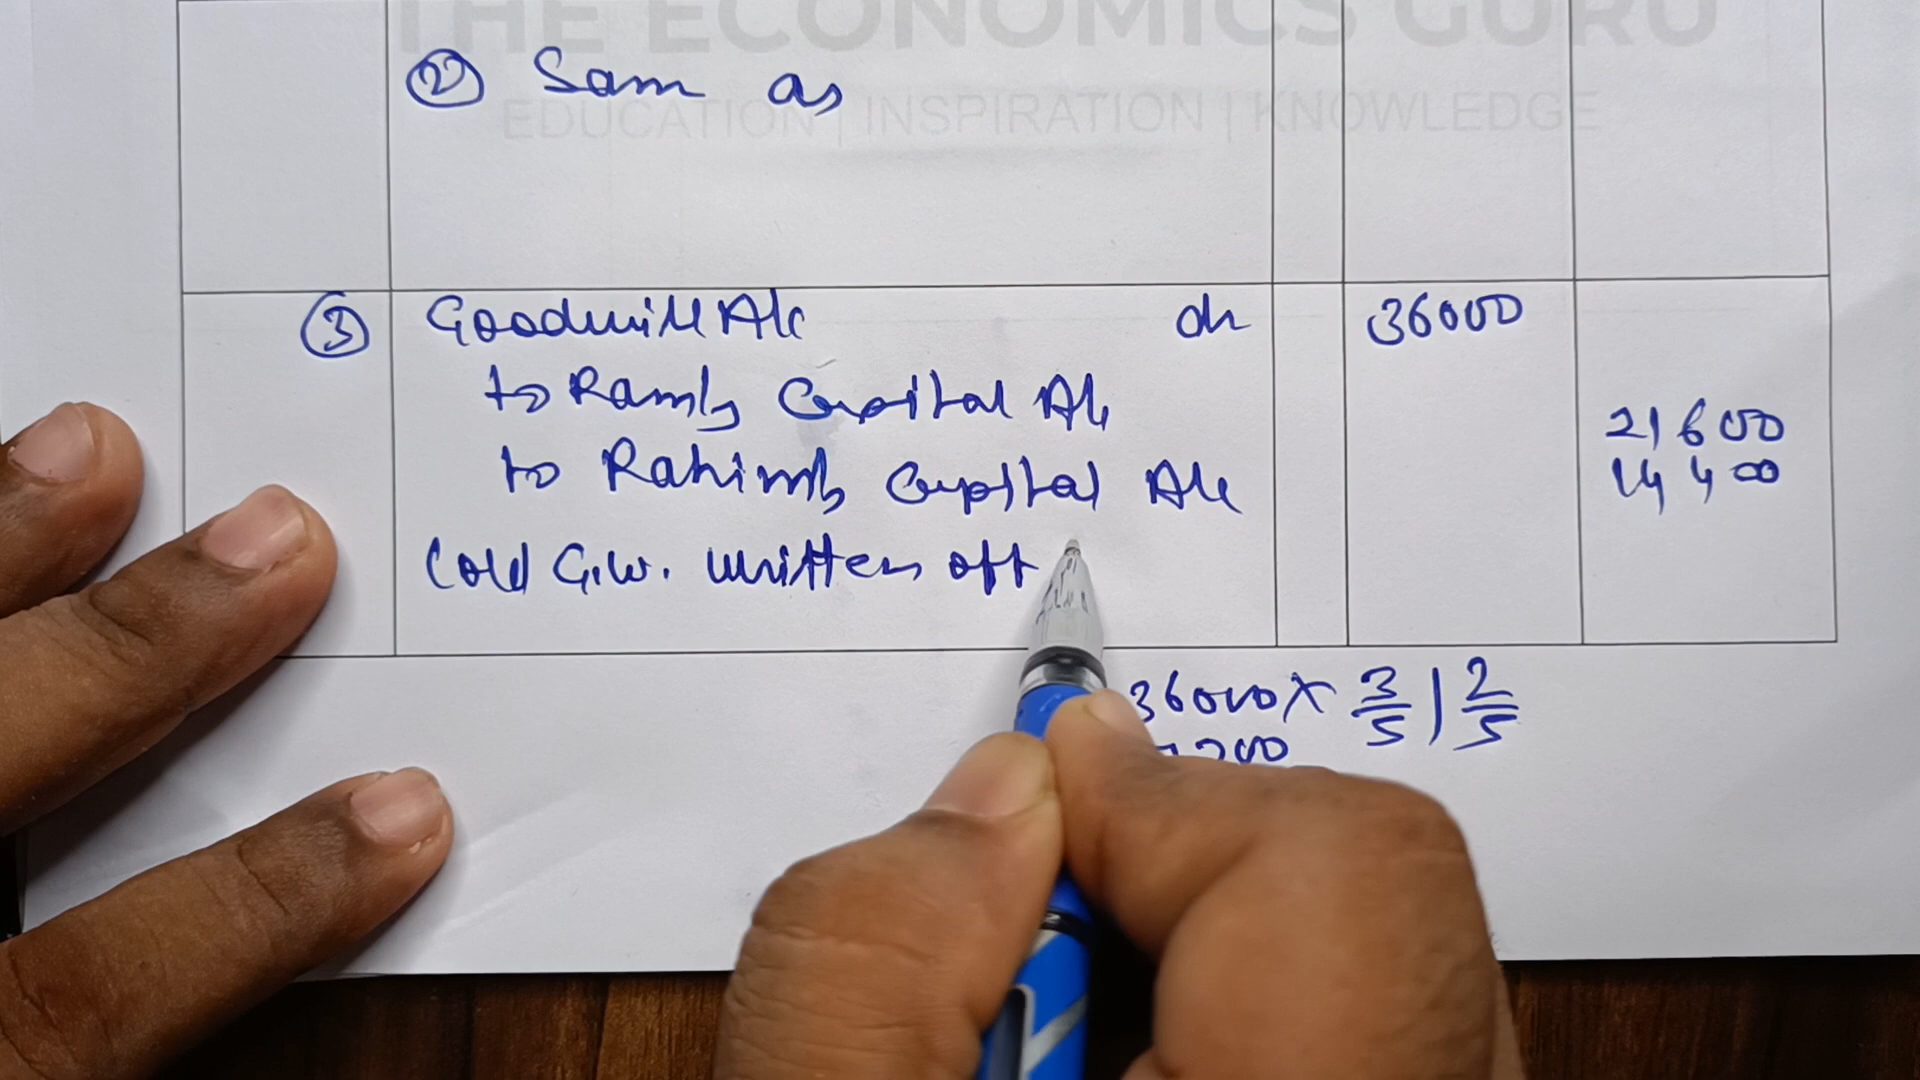 THE ECONOMICS GURU
② Sam as
EDUCATION | INSPIRATION | KNOWLEDGE
③ Goodwill A/c dr 36000
to Ram's Capital A/c 21600
to Rahim's Capital A/c 14400
(old G.W. written off
36000 × 3/5 | 2/5
7200